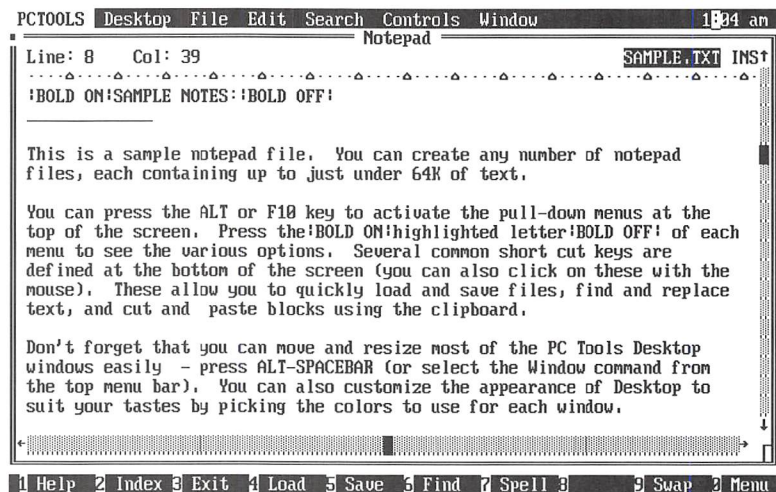 PCTOOLS Desktop File Edit Search Controls Window 1:04 am
Notepad
Line: 8 Col: 39 SAMPLE.TXT INS
¦BOLD ON¦SAMPLE NOTES:¦BOLD OFF¦
This is a sample notepad file. You can create any number of notepad
files, each containing up to just under 64K of text.
You can press the ALT or F10 key to activate the pull-down menus at the
top of the screen. Press the¦BOLD ON¦highlighted letter¦BOLD OFF¦ of each
menu to see the various options. Several common short cut keys are
defined at the bottom of the screen (you can also click on these with the
mouse). These allow you to quickly load and save files, find and replace
text, and cut and paste blocks using the clipboard.
Don't forget that you can move and resize most of the PC Tools Desktop
windows easily - press ALT-SPACEBAR (or select the Window command from
the top menu bar). You can also customize the appearance of Desktop to
suit your tastes by picking the colors to use for each window.
1 Help 2 Index 3 Exit 4 Load 5 Save 6 Find 7 Spell 8 9 Swap 0 Menu